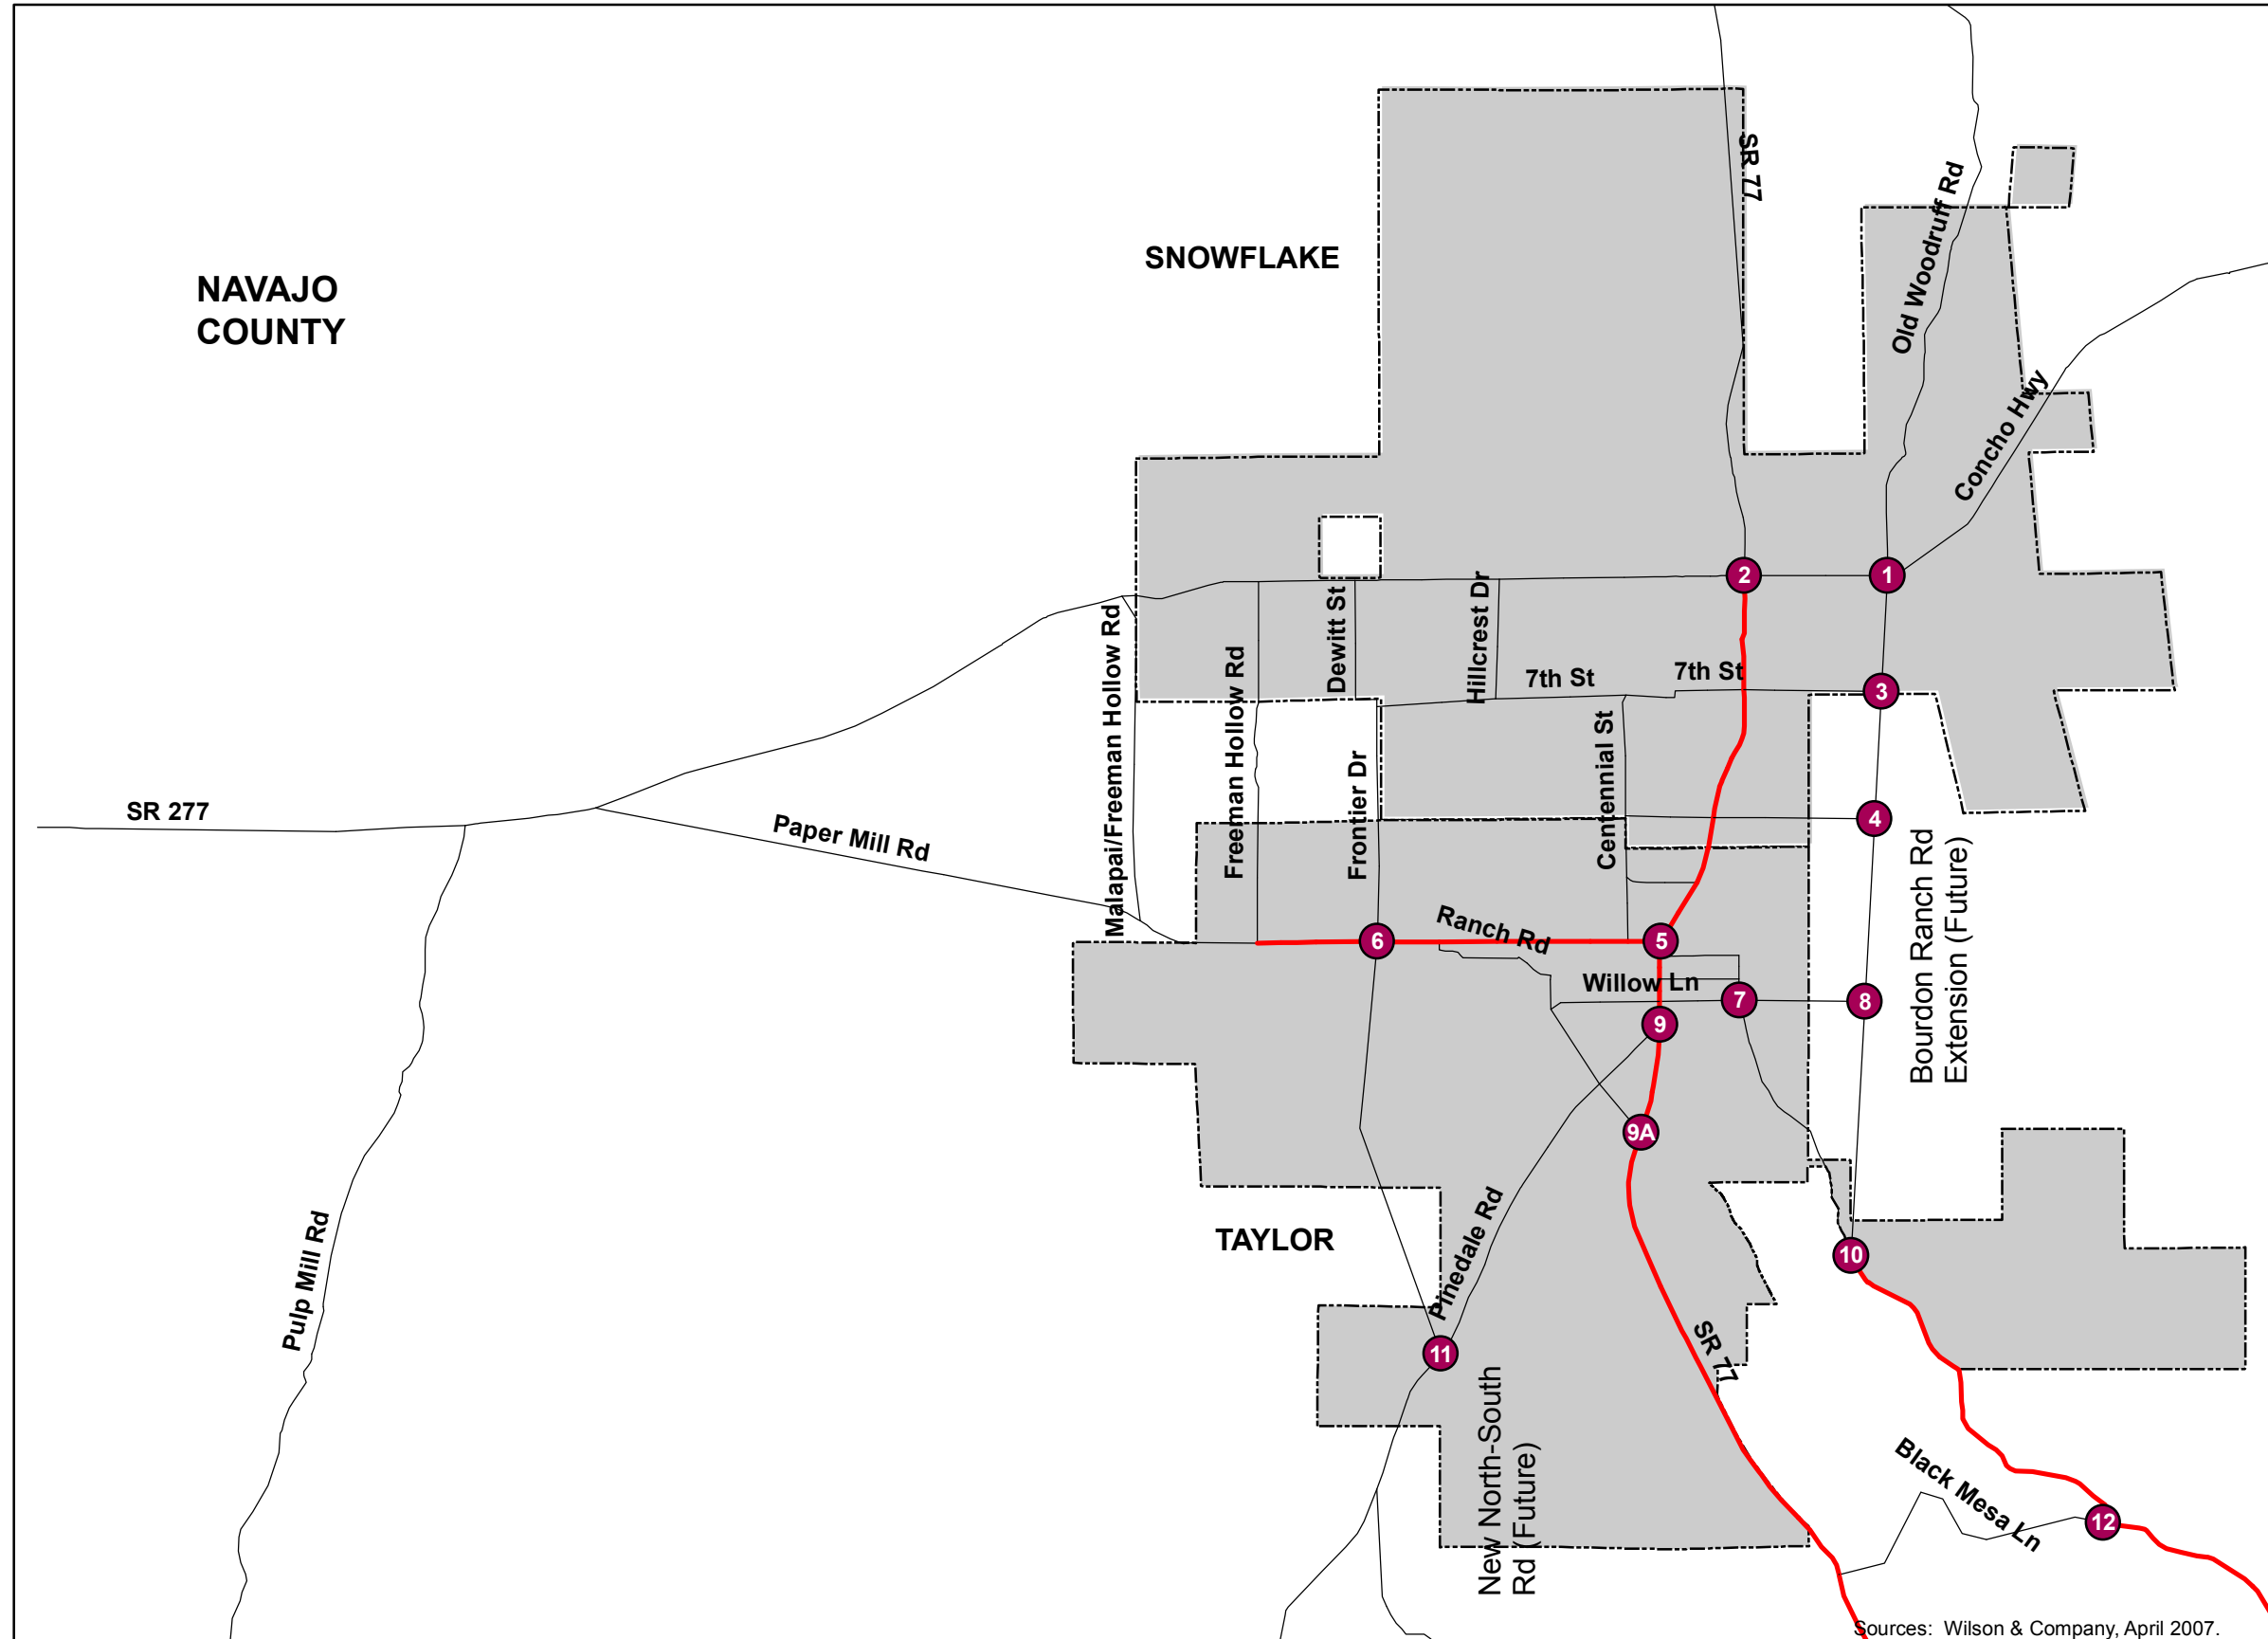 SR 77
Old Woodruff Rd
SNOWFLAKE
NAVAJO
COUNTY
Concho Hwy
2
1
Malapai/Freeman Hollow Rd
Freeman Hollow Rd
Dewitt St
Hillcrest Dr
7th St
7th St
3
Frontier Dr
Centennial St
4
SR 277
Paper Mill Rd
Bourdon Ranch Rd
Extension (Future)
Ranch Rd
6
5
Willow Ln
7
8
9
9A
Pulp Mill Rd
TAYLOR
Pinedale Rd
10
11
SR 77
New North-South
Rd (Future)
Black Mesa Ln
12
Sources: Wilson & Company, April 2007.